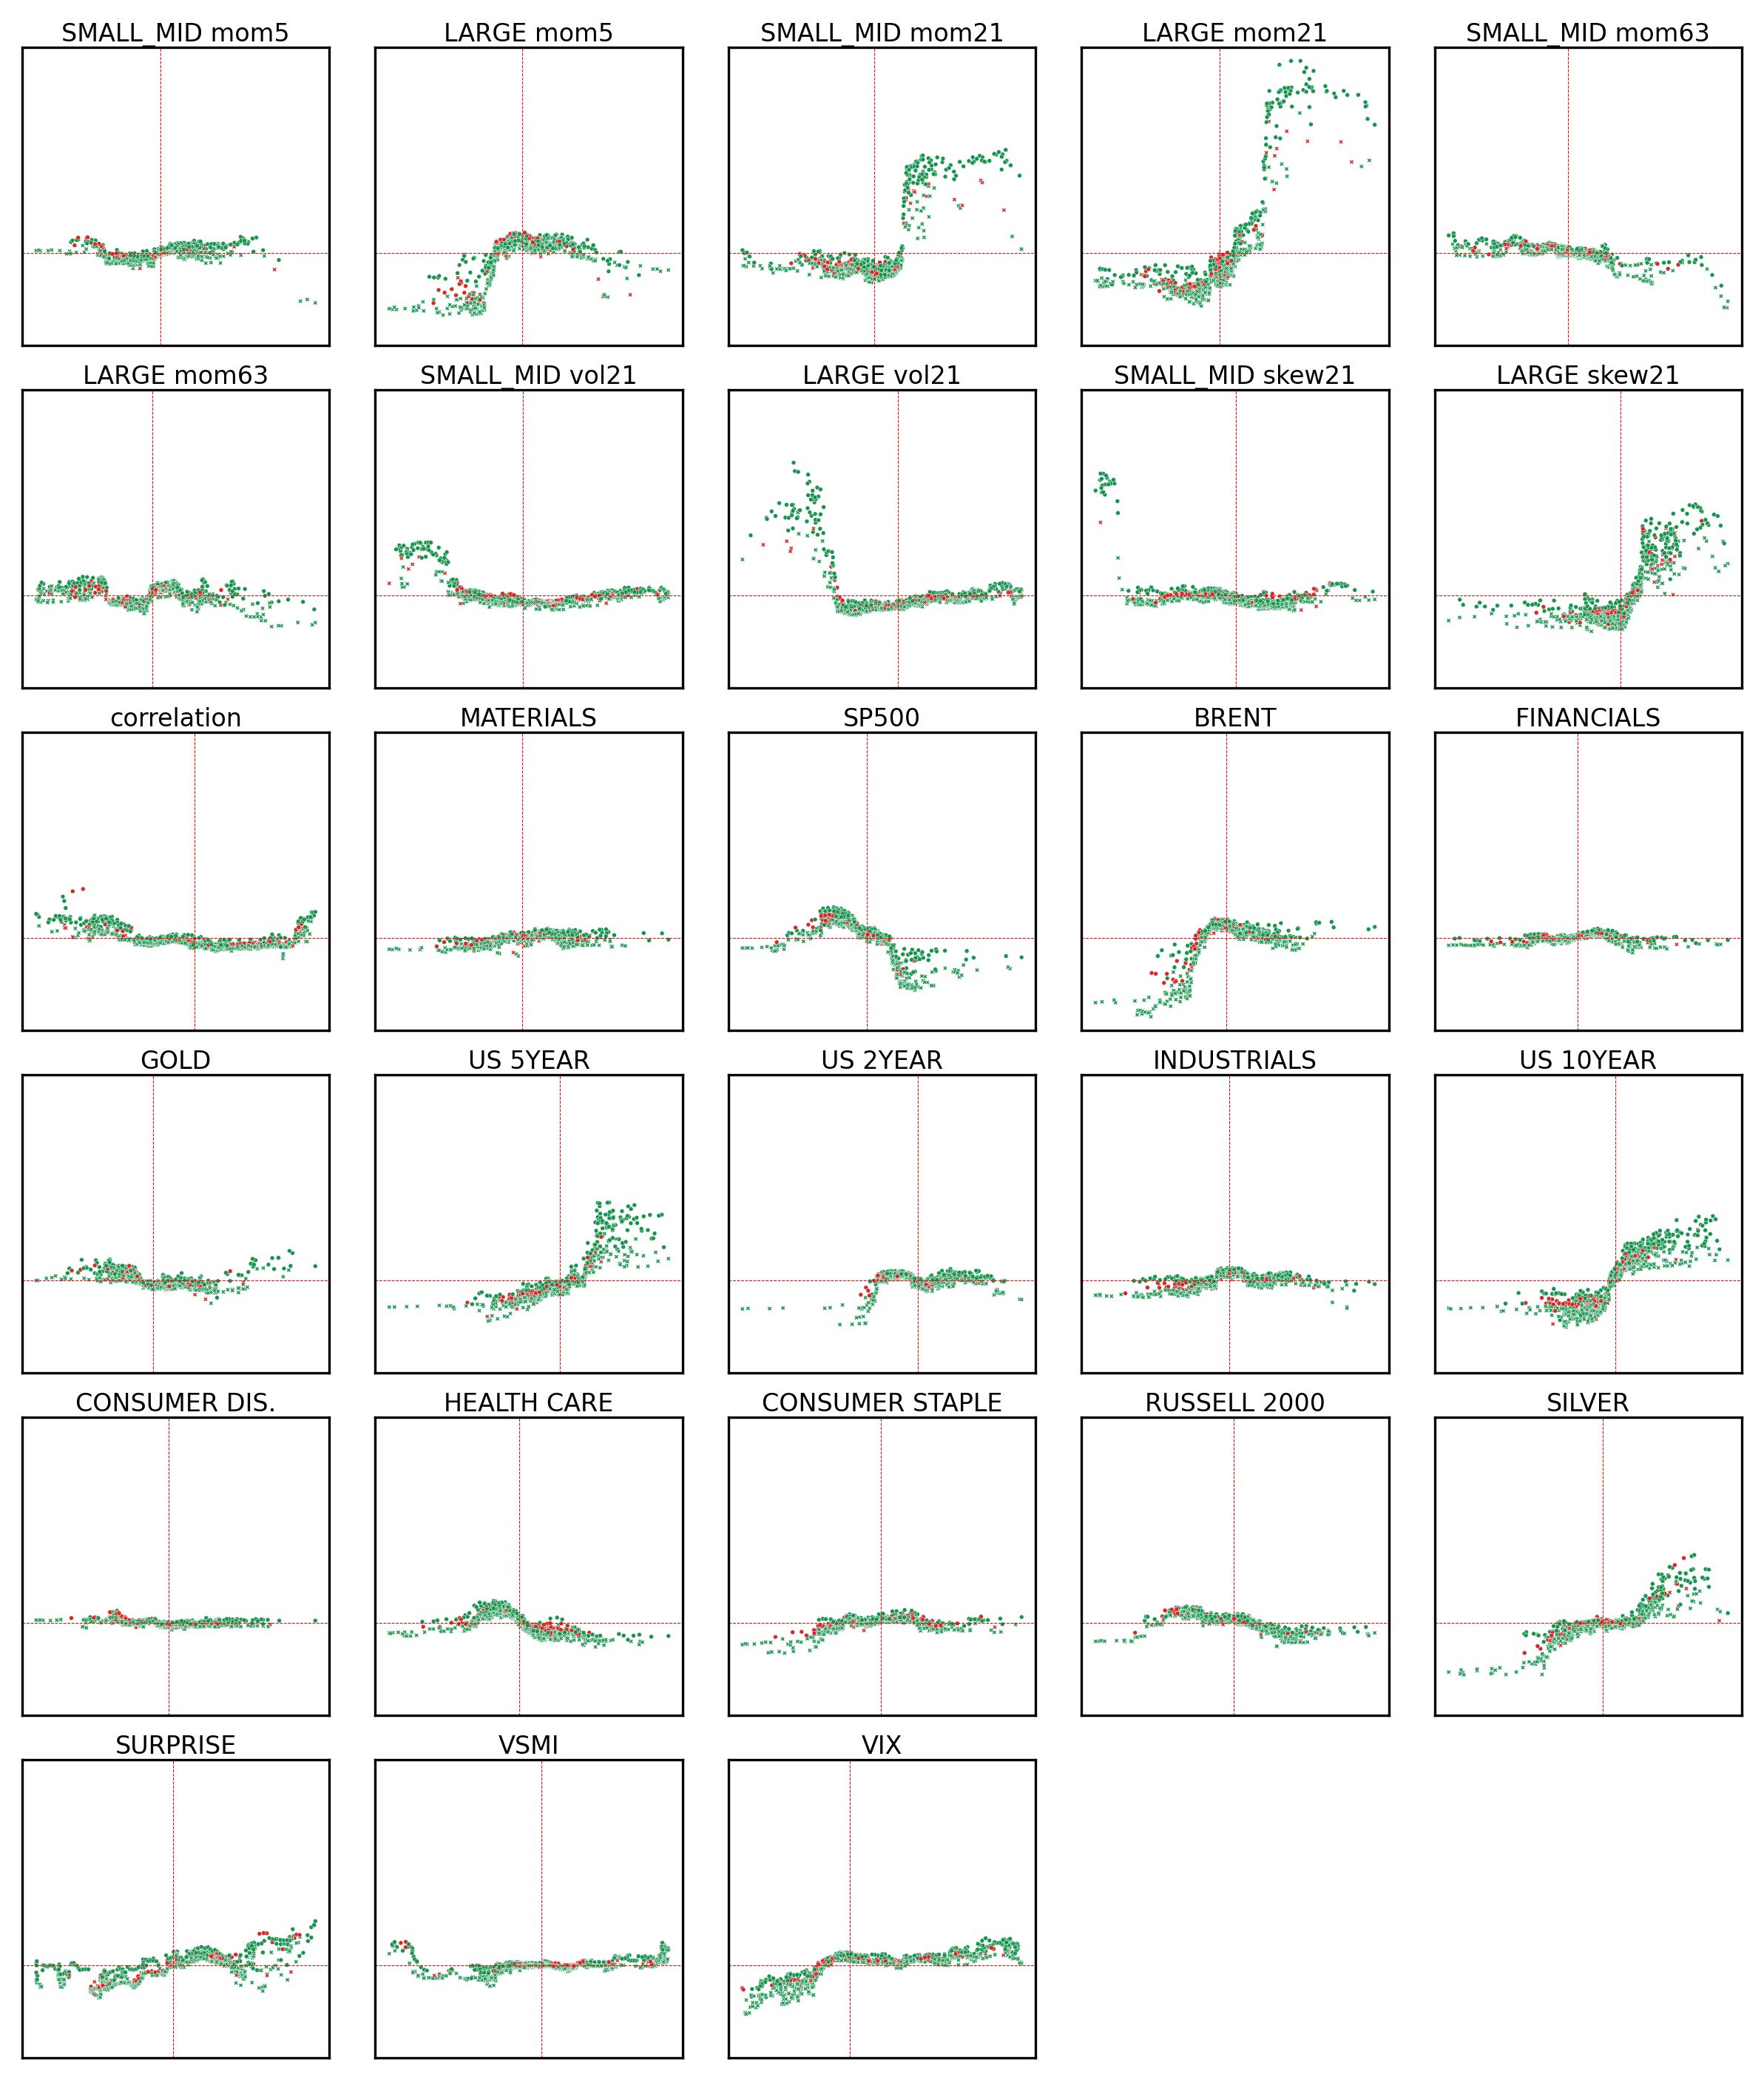 SMALL_MID mom5
LARGE mom5
SMALL_MID mom21
LARGE mom21
SMALL_MID mom63
LARGE mom63
SMALL_MID vol21
LARGE vol21
SMALL_MID skew21
LARGE skew21
correlation
MATERIALS
SP500
BRENT
FINANCIALS
GOLD
US 5YEAR
US 2YEAR
INDUSTRIALS
US 10YEAR
CONSUMER DIS.
HEALTH CARE
CONSUMER STAPLE
RUSSELL 2000
SILVER
SURPRISE
VSMI
VIX